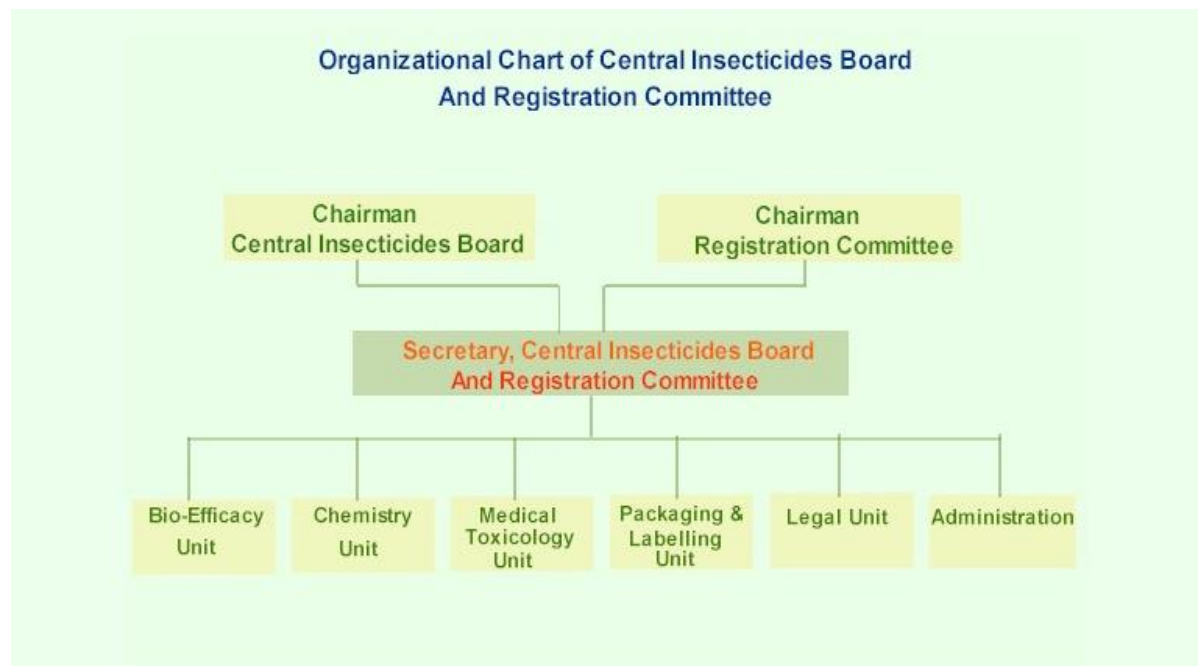 Organizational Chart of Central Insecticides Board
And Registration Committee
Chairman
Central Insecticides Board
Chairman
Registration Committee
Secretary, Central Insecticides Board
And Registration Committee
Bio-Efficacy
Unit
Chemistry
Unit
Medical
Toxicology
Unit
Packaging &
Labelling
Unit
Legal Unit
Administration